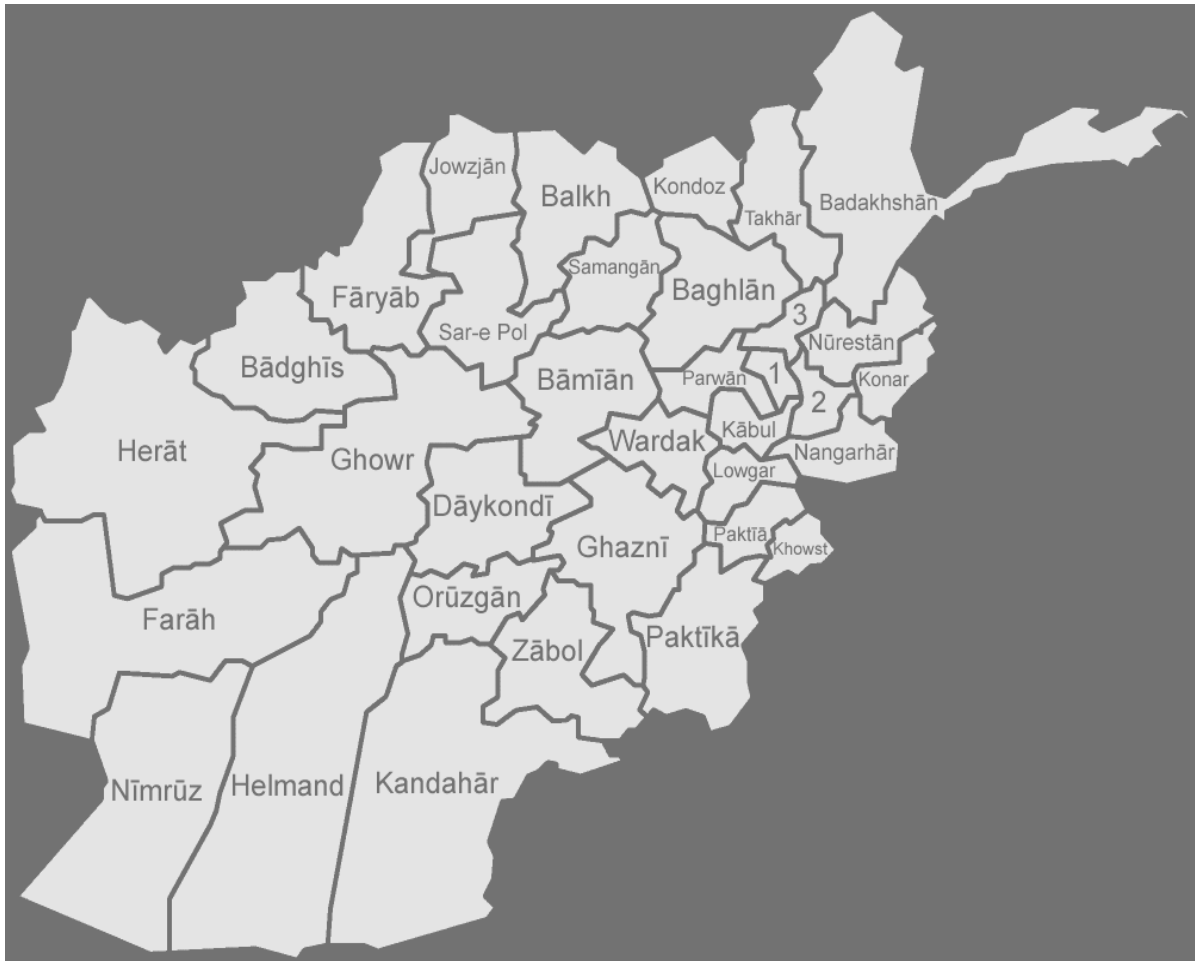 Jowzjān
Balkh
Kondoz
Takhār
Badakhshān
Fāryāb
Samangān
Baghlān
3
Sar-e Pol
Nūrestān
Bādghīs
Bāmīān
Parwān
1
Konar
2
Herāt
Ghowr
Wardak
Kābul
Nangarhār
Lowgar
Dāykondī
Ghaznī
Paktīā
Khowst
Farāh
Orūzgān
Zābol
Paktīkā
Nīmrūz
Helmand
Kandahār